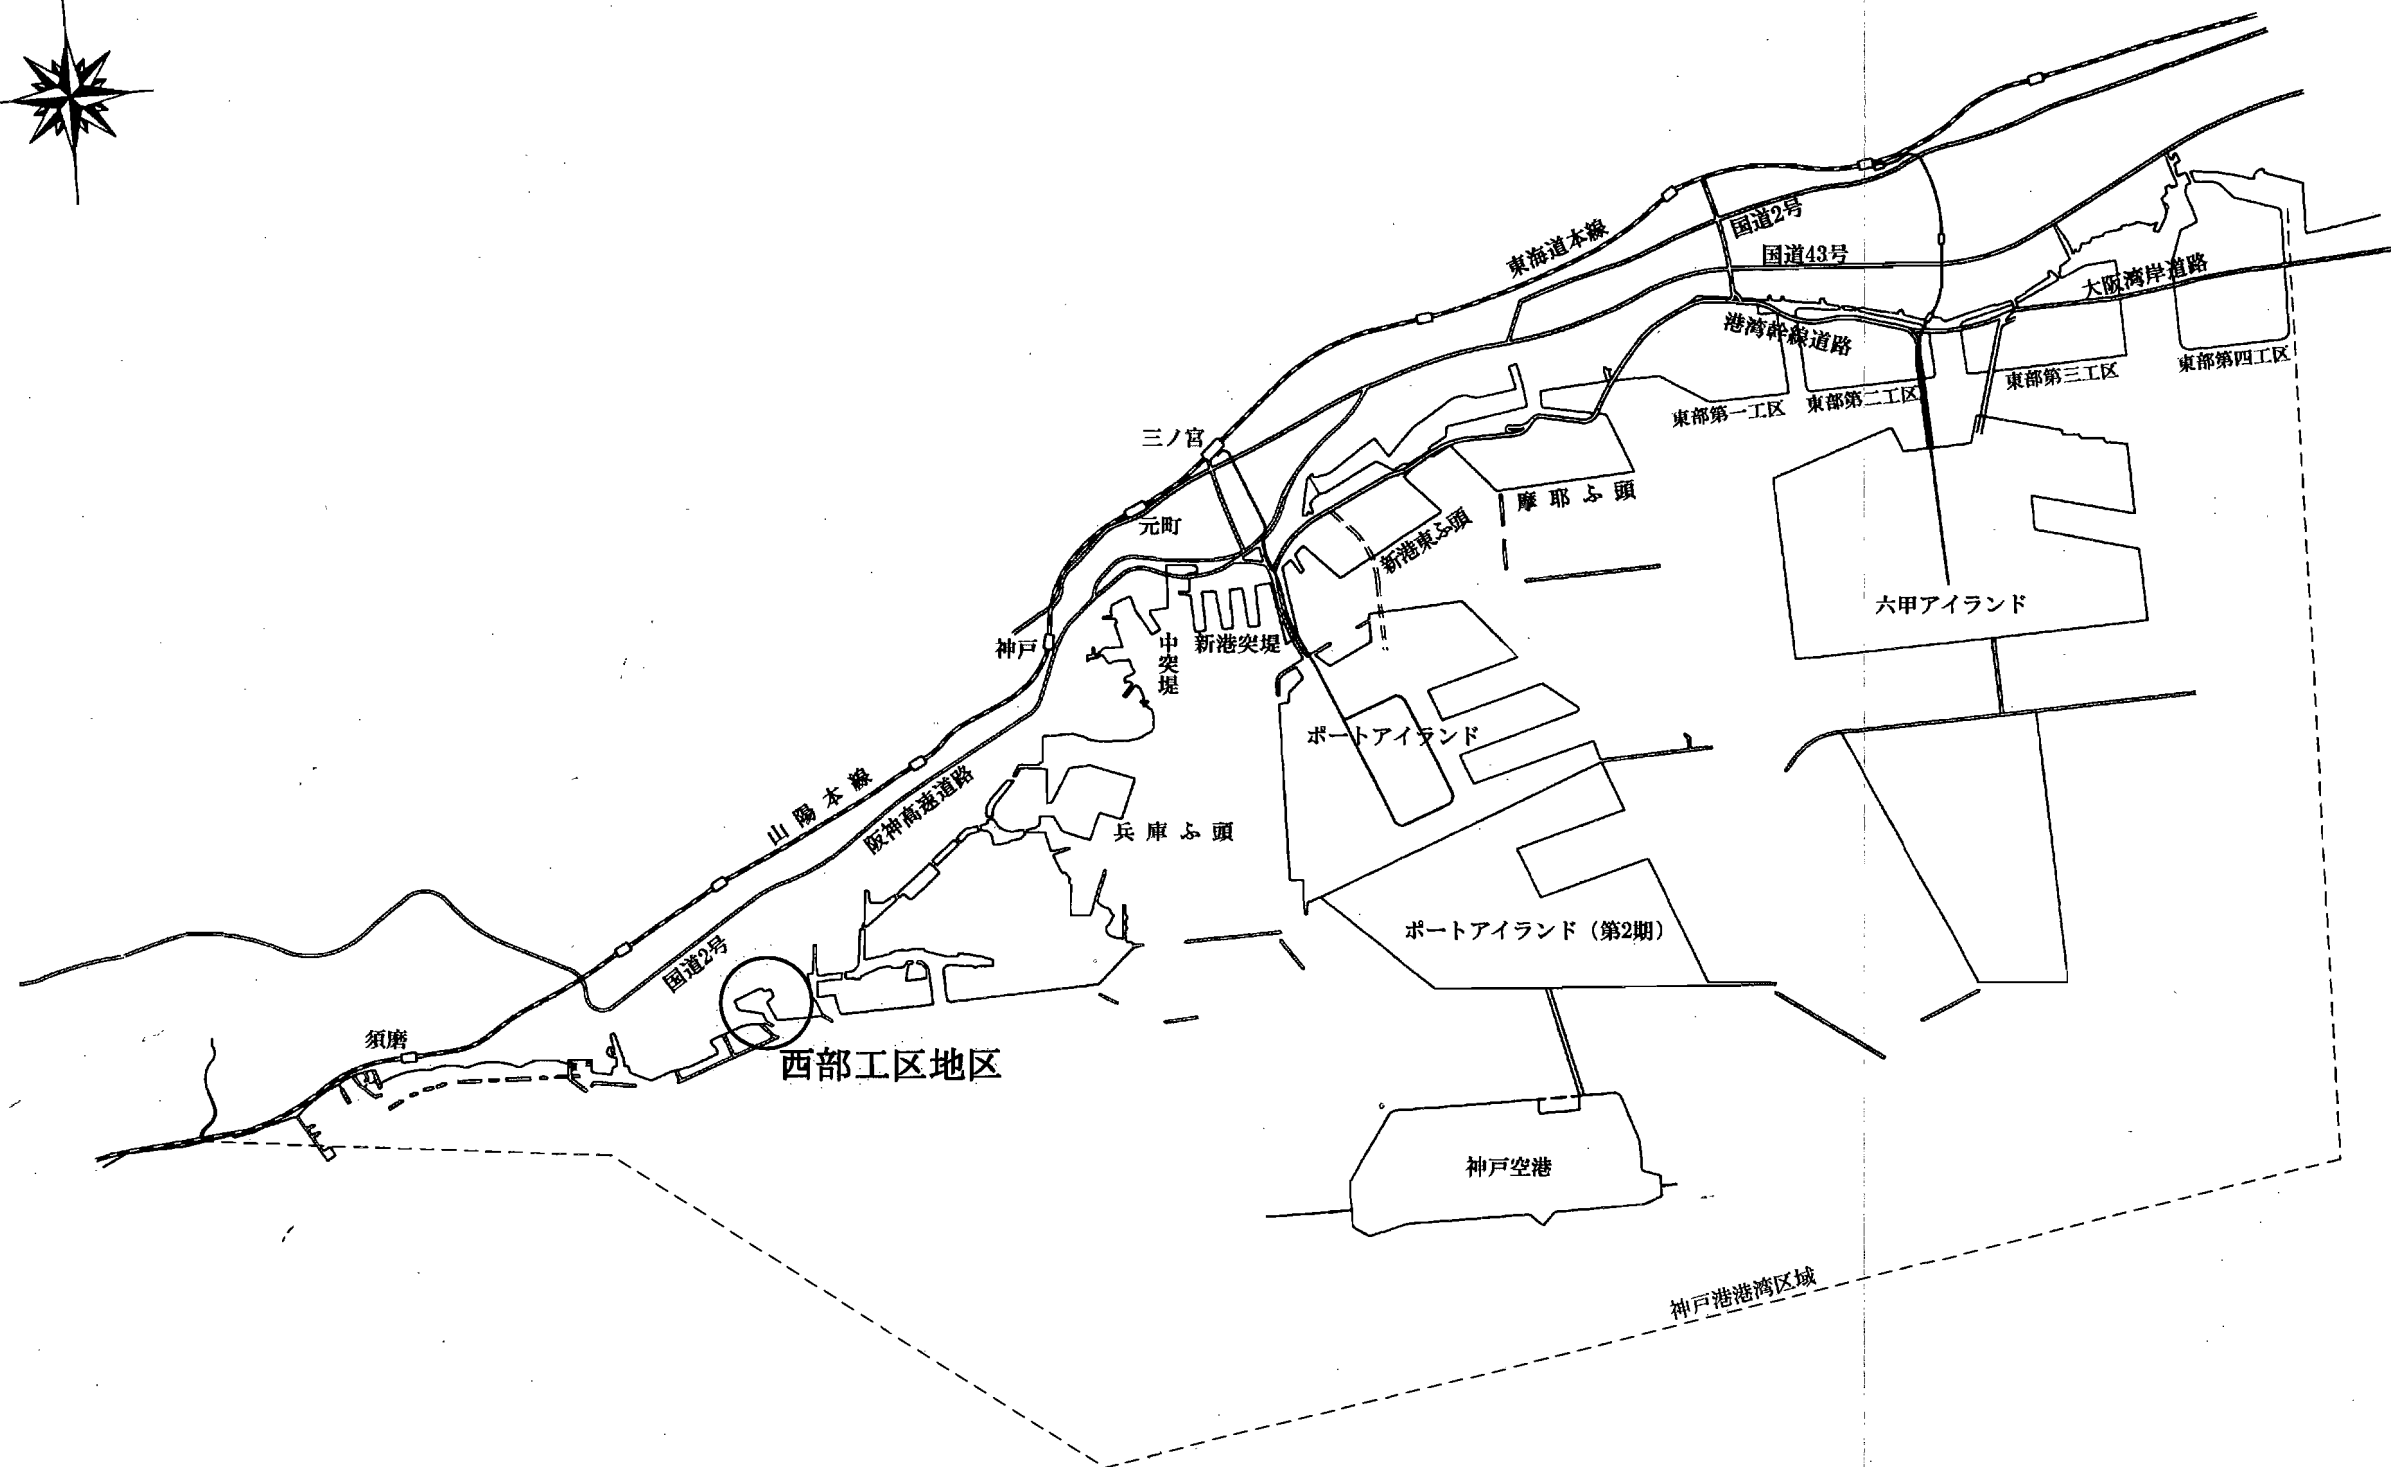 東海道本線
国道2号
国道43号
大阪湾岸道路
港湾幹線道路
東部第一工区
東部第二工区
東部第三工区
東部第四工区
三ノ宮
元町
摩耶ふ頭
新港東ふ頭
六甲アイランド
神戸
中突堤
新港突堤
ポートアイランド
山陽本線
阪神高速道路
兵庫ふ頭
ポートアイランド（第2期）
国道2号
須磨
西部工区地区
神戸空港
神戸港港湾区域